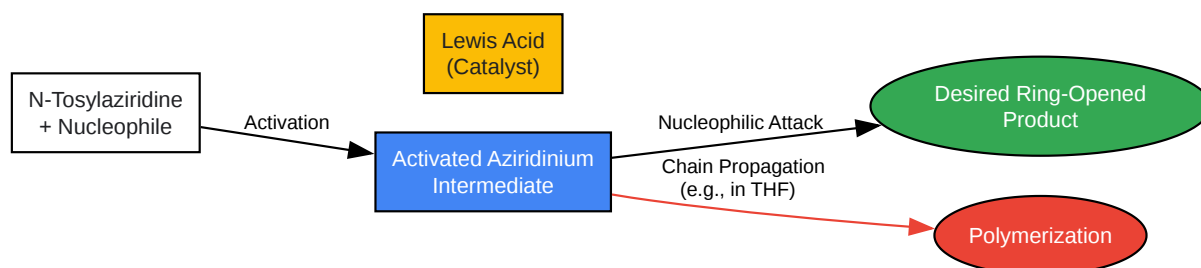 Lewis Acid
(Catalyst)
N-Tosylaziridine
+ Nucleophile
Activation
Activated Aziridinium
Intermediate
Nucleophilic Attack
Chain Propagation
(e.g., in THF)
Desired Ring-Opened
Product
Polymerization